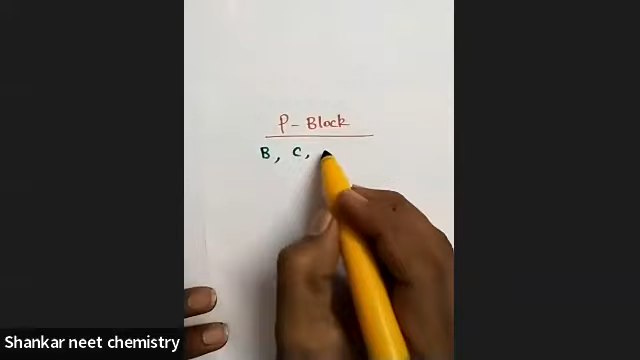 P- Block
B, C,
Shankar neet chemistry